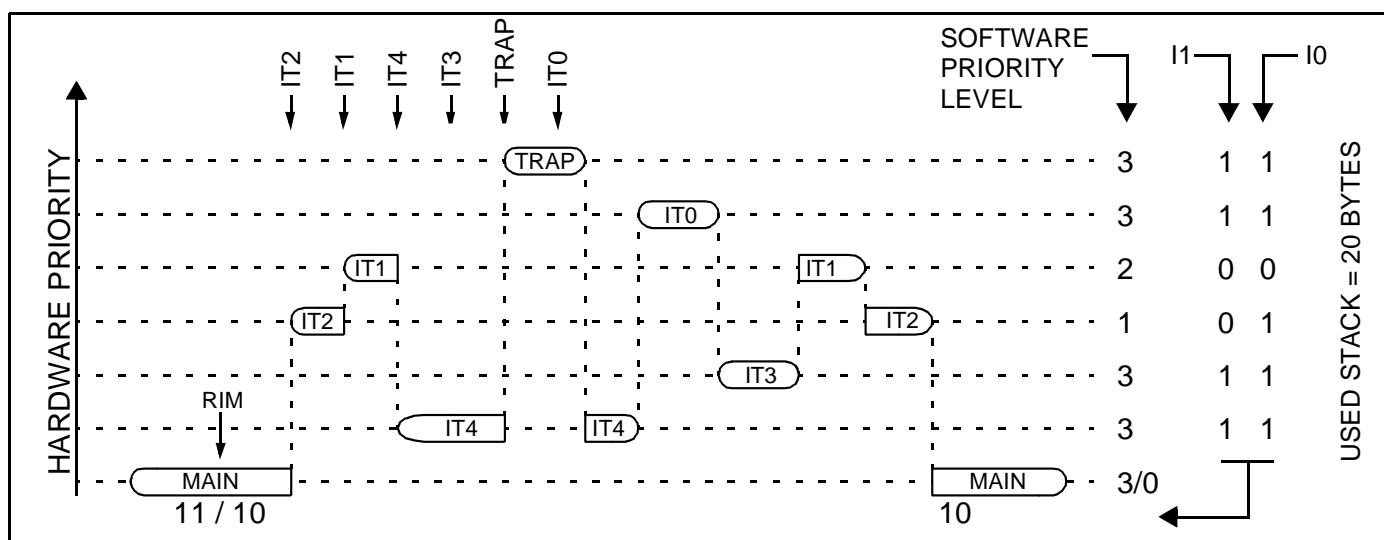 IT2
IT1
IT4
IT3
TRAP
IT0
SOFTWARE
PRIORITY
LEVEL
I1
I0
HARDWARE PRIORITY
TRAP
3
1 1
IT0
3
1 1
IT1
IT1
2
0 0
IT2
IT2
1
0 1
IT3
3
1 1
RIM
IT4
IT4
3
1 1
MAIN
MAIN
3/0
11 / 10
10
USED STACK = 20 BYTES